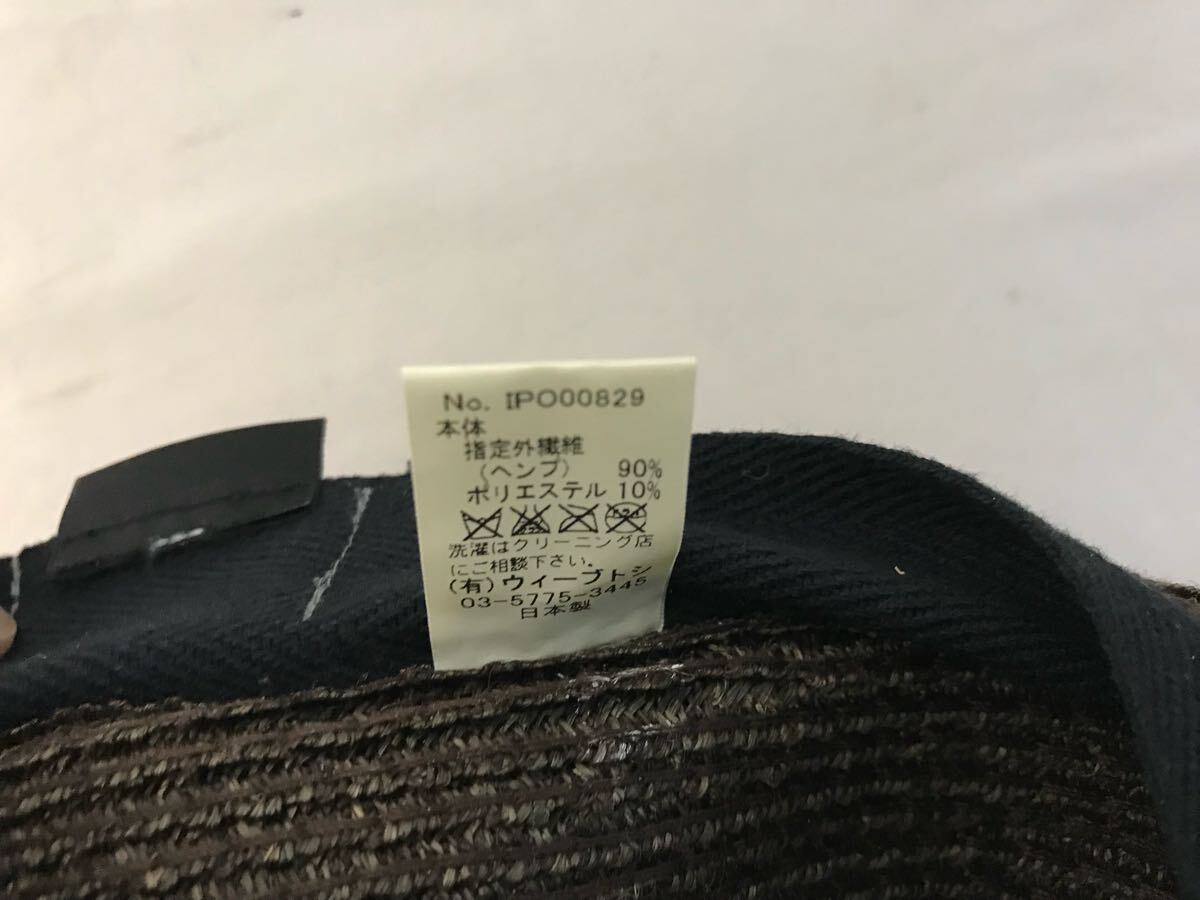 No. IPO00829
本体
指定外繊維
(ヘンプ) 90%
ポリエステル 10%
洗濯はクリーニング店
にご相談下さい。
(有)ウィーブトシ
03-5775-3445
日本製